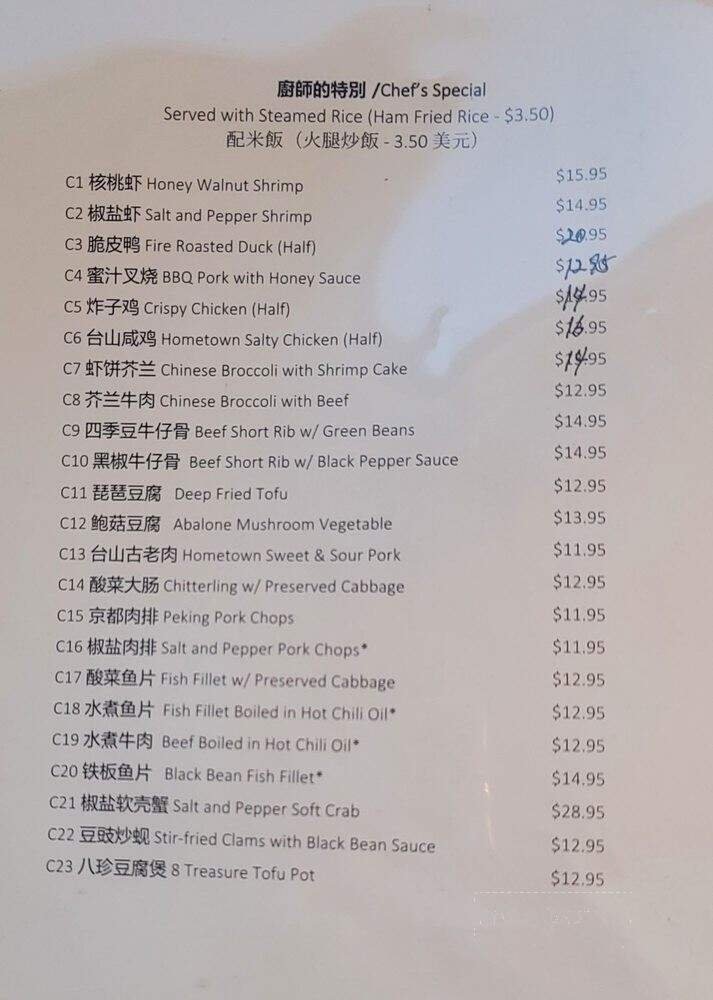 廚師的特別 /Chef's Special
Served with Steamed Rice (Ham Fried Rice - $3.50)
配米飯（火腿炒飯 - 3.50 美元）
C1 核桃虾 Honey Walnut Shrimp $15.95
C2 椒盐虾 Salt and Pepper Shrimp $14.95
C3 脆皮鸭 Fire Roasted Duck (Half) $20.95
C4 蜜汁叉烧 BBQ Pork with Honey Sauce $12.95
C5 炸子鸡 Crispy Chicken (Half) $14.95
C6 台山咸鸡 Hometown Salty Chicken (Half) $16.95
C7 虾饼芥兰 Chinese Broccoli with Shrimp Cake $14.95
C8 芥兰牛肉 Chinese Broccoli with Beef $12.95
C9 四季豆牛仔骨 Beef Short Rib w/ Green Beans $14.95
C10 黑椒牛仔骨 Beef Short Rib w/ Black Pepper Sauce $14.95
C11 琵琶豆腐 Deep Fried Tofu $12.95
C12 鲍菇豆腐 Abalone Mushroom Vegetable $13.95
C13 台山古老肉 Hometown Sweet & Sour Pork $11.95
C14 酸菜大肠 Chitterling w/ Preserved Cabbage $12.95
C15 京都肉排 Peking Pork Chops $11.95
C16 椒盐肉排 Salt and Pepper Pork Chops* $11.95
C17 酸菜鱼片 Fish Fillet w/ Preserved Cabbage $12.95
C18 水煮鱼片 Fish Fillet Boiled in Hot Chili Oil* $12.95
C19 水煮牛肉 Beef Boiled in Hot Chili Oil* $12.95
C20 铁板鱼片 Black Bean Fish Fillet* $14.95
C21 椒盐软壳蟹 Salt and Pepper Soft Crab $28.95
C22 豆豉炒蚬 Stir-fried Clams with Black Bean Sauce $12.95
C23 八珍豆腐煲 8 Treasure Tofu Pot $12.95